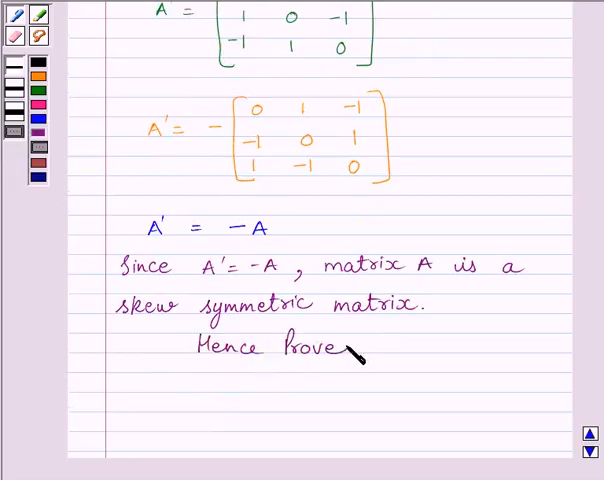 A' =
1 0 -1
-1 1 0
0 1 -1
A' = - -1 0 1
1 -1 0
A' = -A
Since A' = -A , matrix A is a
skew symmetric matrix.
Hence Prove